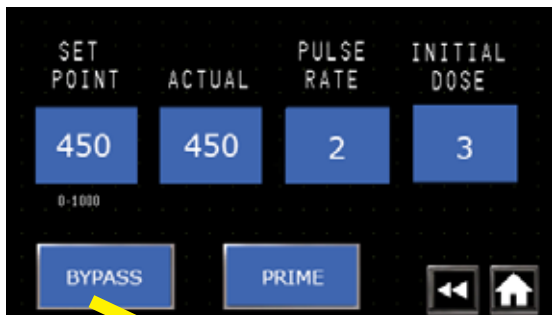 SET POINT
ACTUAL
PULSE RATE
INITIAL DOSE
450
450
2
3
0-1000
BYPASS
PRIME